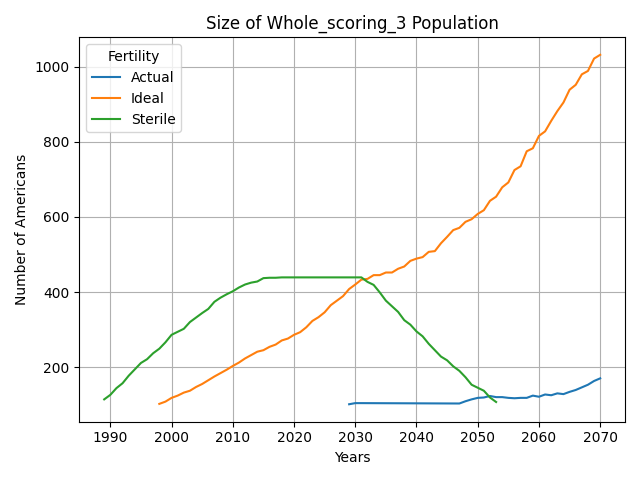 Size of Whole_scoring_3 Population
Fertility
Actual
Ideal
Sterile
Number of Americans
1000
800
600
400
200
1990 2000 2010 2020 2030 2040 2050 2060 2070
Years